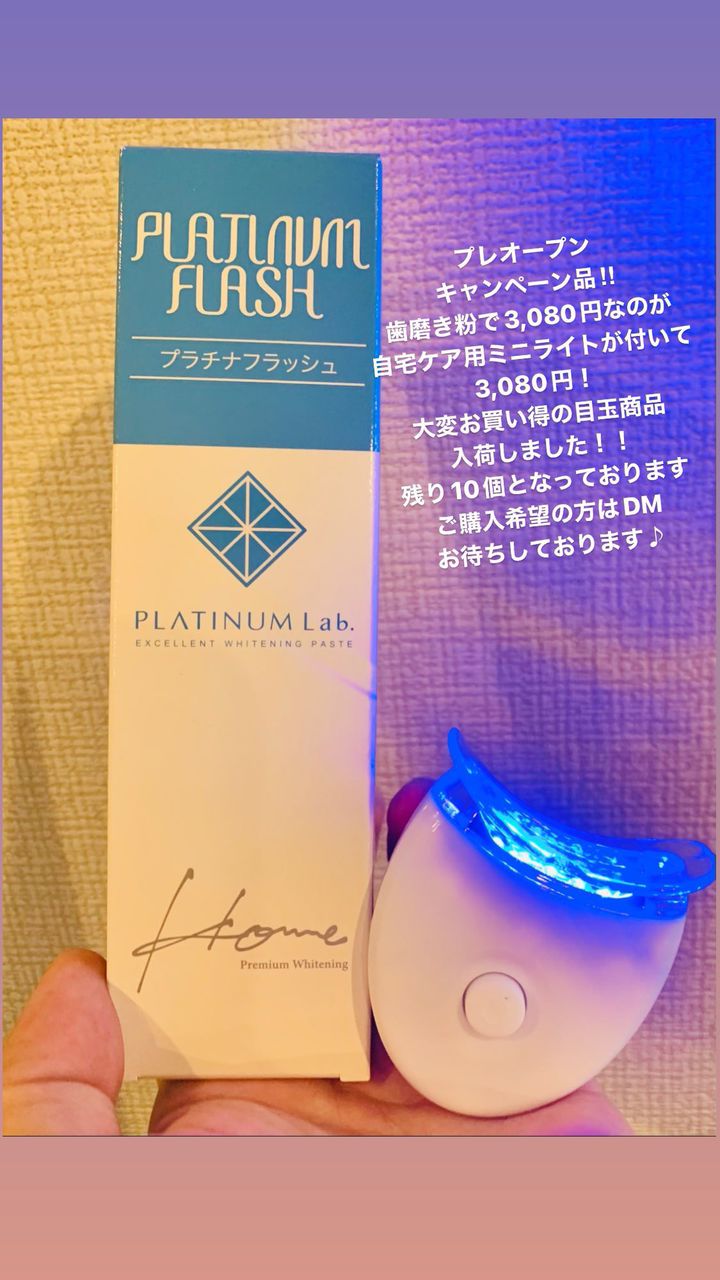 PLATINUM
FLASH
プラチナフラッシュ
PLATINUM Lab.
EXCELLENT WHITENING PASTE
Home
Premium Whitening
プレオープン
キャンペーン品‼︎
歯磨き粉で3,080円なのが
自宅ケア用ミニライトが付いて
3,080円！
大変お買い得の目玉商品
入荷しました！！
残り10個となっております
ご購入希望の方はDM
お待ちしております♪